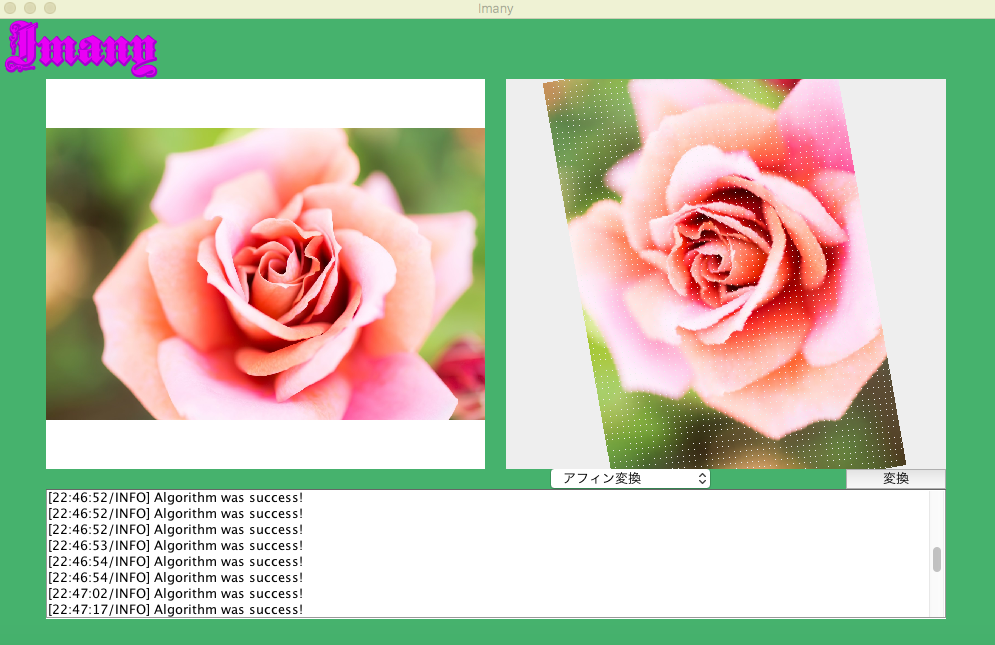 Imany
Imany
アフィン変換
変換
[22:46:52/INFO] Algorithm was success!
[22:46:52/INFO] Algorithm was success!
[22:46:52/INFO] Algorithm was success!
[22:46:53/INFO] Algorithm was success!
[22:46:54/INFO] Algorithm was success!
[22:46:54/INFO] Algorithm was success!
[22:47:02/INFO] Algorithm was success!
[22:47:17/INFO] Algorithm was success!